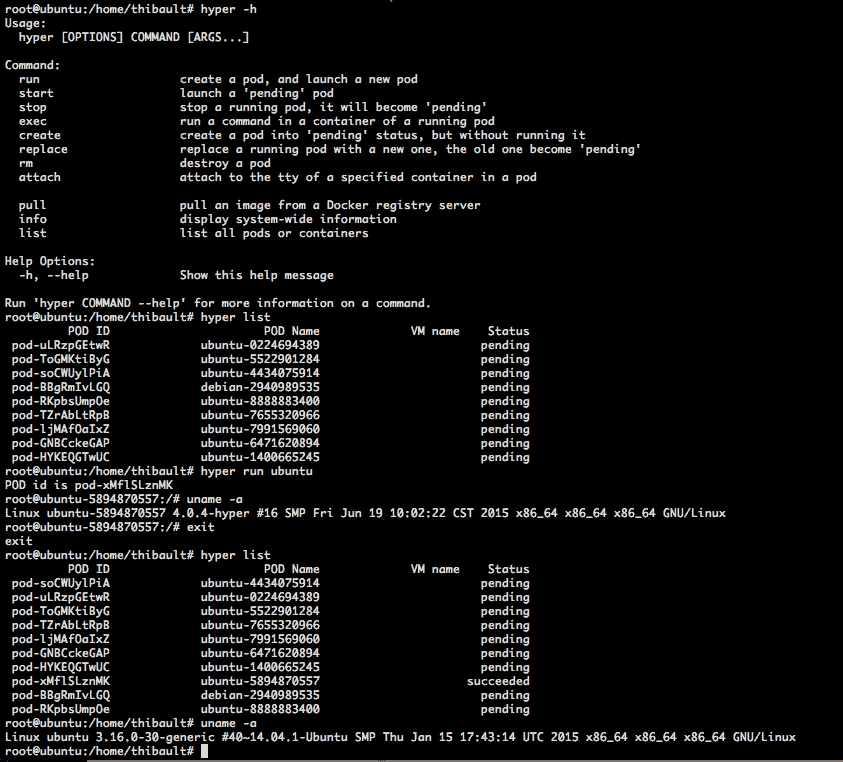 root@ubuntu:/home/thibault# hyper -h
Usage:
  hyper [OPTIONS] COMMAND [ARGS...]

Command:
  run                    create a pod, and launch a new pod
  start                  launch a 'pending' pod
  stop                   stop a running pod, it will become 'pending'
  exec                   run a command in a container of a running pod
  create                 create a pod into 'pending' status, but without running it
  replace                replace a running pod with a new one, the old one become 'pending'
  rm                     destroy a pod
  attach                 attach to the tty of a specified container in a pod

  pull                   pull an image from a Docker registry server
  info                   display system-wide information
  list                   list all pods or containers

Help Options:
  -h, --help             Show this help message

Run 'hyper COMMAND --help' for more information on a command.
root@ubuntu:/home/thibault# hyper list
         POD ID                      POD Name             VM name    Status
 pod-uLRzpGEtwR             ubuntu-0224694389                       pending
 pod-ToGMKtiByG             ubuntu-5522901284                       pending
 pod-soCWUylPiA             ubuntu-4434075914                       pending
 pod-BBgRmIvLGQ             debian-2940989535                       pending
 pod-RKpbsUmpOe             ubuntu-8888883400                       pending
 pod-TZrAbLtRpB             ubuntu-7655320966                       pending
 pod-ljMAfOaIxZ             ubuntu-7991569060                       pending
 pod-GNBCckeGAP             ubuntu-6471620894                       pending
 pod-HYKEQGTwUC             ubuntu-1400665245                       pending
root@ubuntu:/home/thibault# hyper run ubuntu
POD id is pod-xMflSLznMK
root@ubuntu-5894870557:/# uname -a
Linux ubuntu-5894870557 4.0.4-hyper #16 SMP Fri Jun 19 10:02:22 CST 2015 x86_64 x86_64 x86_64 GNU/Linux
root@ubuntu-5894870557:/# exit
exit
root@ubuntu:/home/thibault# hyper list
         POD ID                      POD Name             VM name    Status
 pod-soCWUylPiA             ubuntu-4434075914                       pending
 pod-uLRzpGEtwR             ubuntu-0224694389                       pending
 pod-ToGMKtiByG             ubuntu-5522901284                       pending
 pod-TZrAbLtRpB             ubuntu-7655320966                       pending
 pod-ljMAfOaIxZ             ubuntu-7991569060                       pending
 pod-GNBCckeGAP             ubuntu-6471620894                       pending
 pod-HYKEQGTwUC             ubuntu-1400665245                       pending
 pod-xMflSLznMK             ubuntu-5894870557                     succeeded
 pod-BBgRmIvLGQ             debian-2940989535                       pending
 pod-RKpbsUmpOe             ubuntu-8888883400                       pending
root@ubuntu:/home/thibault# uname -a
Linux ubuntu 3.16.0-30-generic #40~14.04.1-Ubuntu SMP Thu Jan 15 17:43:14 UTC 2015 x86_64 x86_64 x86_64 GNU/Linux
root@ubuntu:/home/thibault#